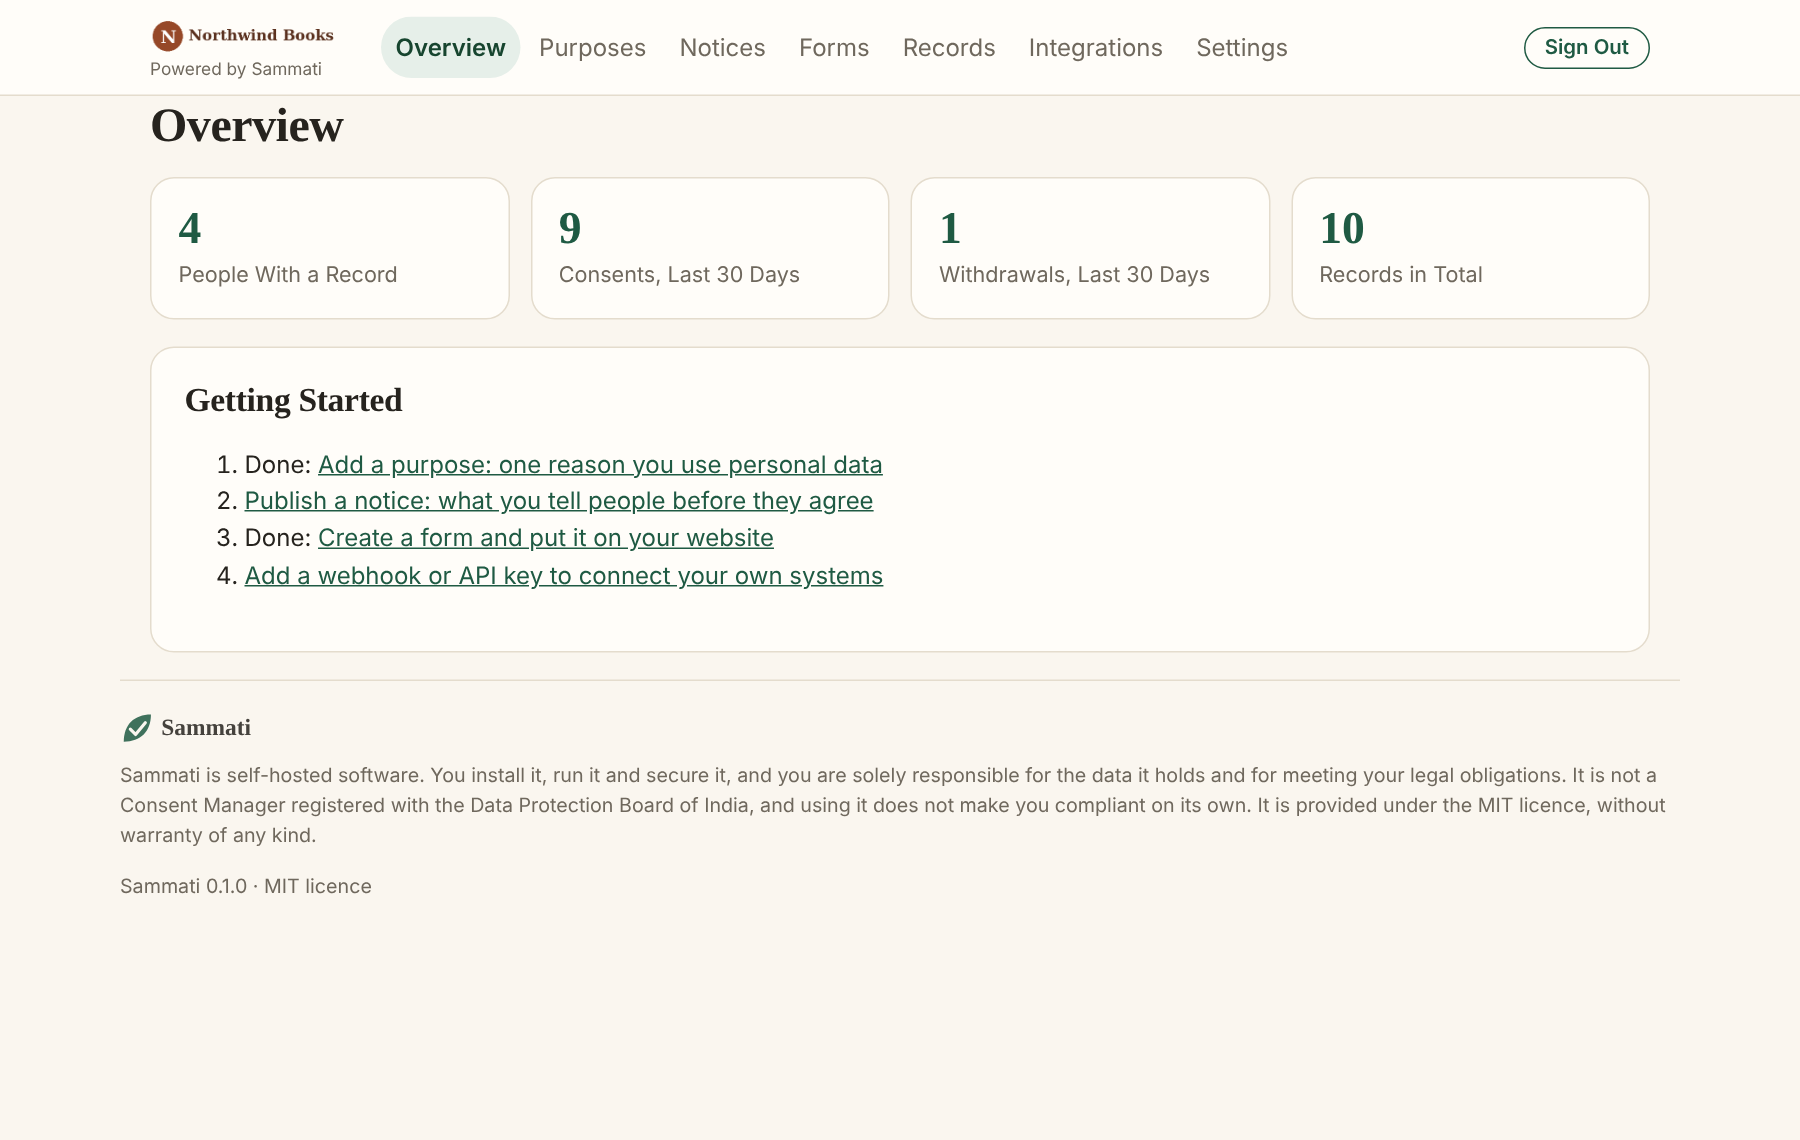 N Northwind Books
Powered by Sammati
Overview
Purposes
Notices
Forms
Records
Integrations
Settings
Sign Out
Overview
4
People With a Record
9
Consents, Last 30 Days
1
Withdrawals, Last 30 Days
10
Records in Total
Getting Started
1. Done: Add a purpose: one reason you use personal data
2. Publish a notice: what you tell people before they agree
3. Done: Create a form and put it on your website
4. Add a webhook or API key to connect your own systems
Sammati
Sammati is self-hosted software. You install it, run it and secure it, and you are solely responsible for the data it holds and for meeting your legal obligations. It is not a
Consent Manager registered with the Data Protection Board of India, and using it does not make you compliant on its own. It is provided under the MIT licence, without
warranty of any kind.
Sammati 0.1.0 · MIT licence